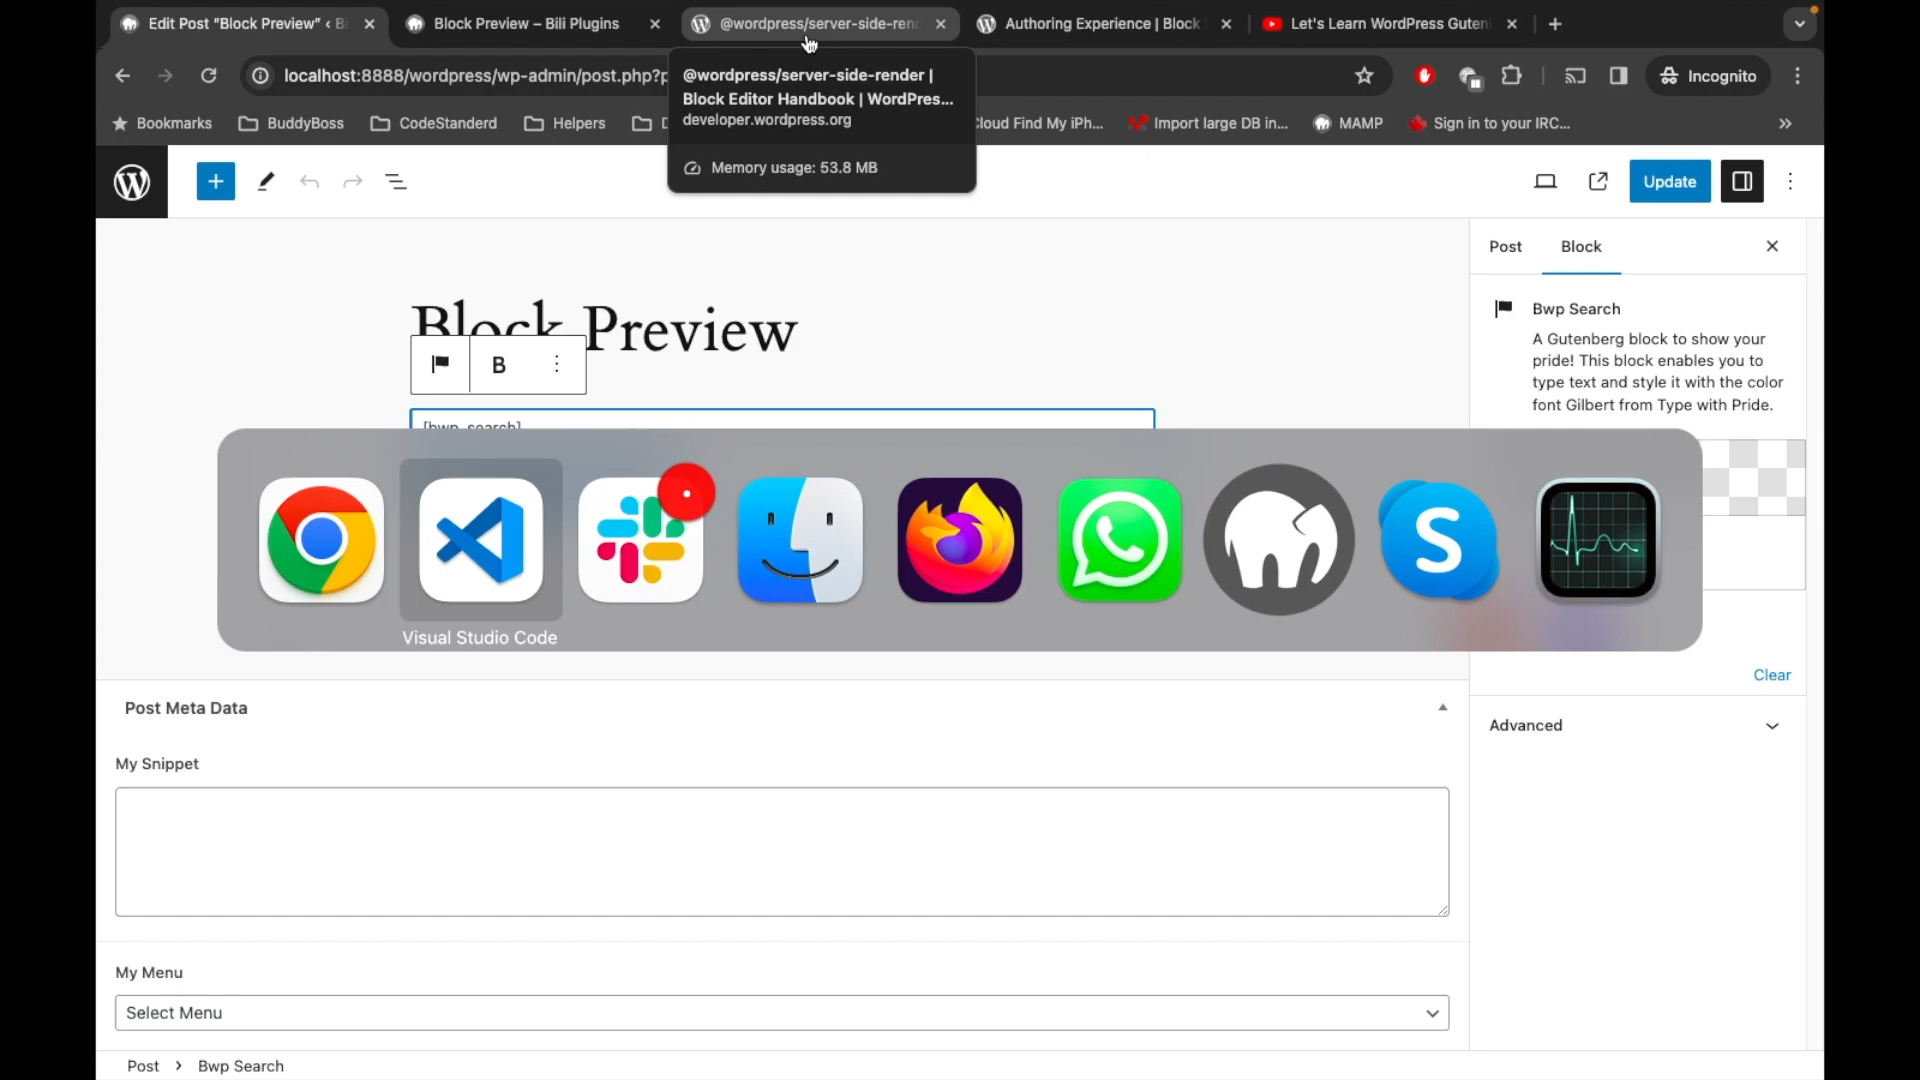 Edit Post "Block Preview" ‹ B
Block Preview – Bili Plugins
@wordpress/server-side-ren
Authoring Experience | Block
Let's Learn WordPress Guten
localhost:8888/wordpress/wp-admin/post.php?p
Incognito
@wordpress/server-side-render |
Block Editor Handbook | WordPres...
developer.wordpress.org
Memory usage: 53.8 MB
Bookmarks
BuddyBoss
CodeStanderd
Helpers
cloud Find My iPh...
Import large DB in...
MAMP
Sign in to your IRC...
Update
Post
Block
Block Preview
B
[bwp_search]
Bwp Search
A Gutenberg block to show your
pride! This block enables you to
type text and style it with the color
font Gilbert from Type with Pride.
Visual Studio Code
Clear
Advanced
Post Meta Data
My Snippet
My Menu
Select Menu
Post > Bwp Search